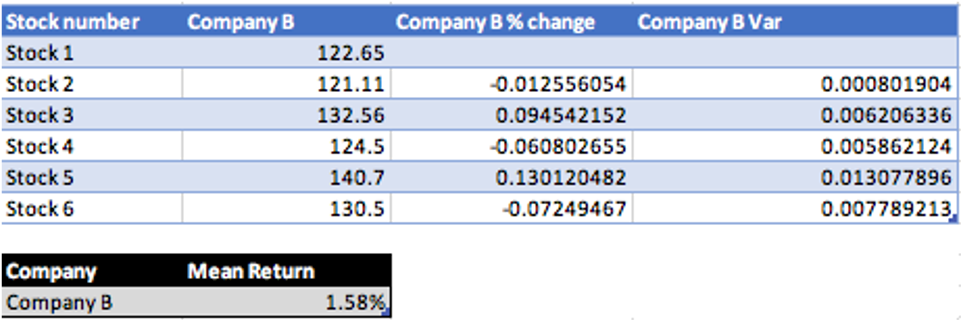 Stock number Company B Company B % change Company B Var
Stock 1 122.65
Stock 2 121.11 -0.012556054 0.000801904
Stock 3 132.56 0.094542152 0.006206336
Stock 4 124.5 -0.060802655 0.005862124
Stock 5 140.7 0.130120482 0.013077896
Stock 6 130.5 -0.07249467 0.007789213
Company Mean Return
Company B 1.58%